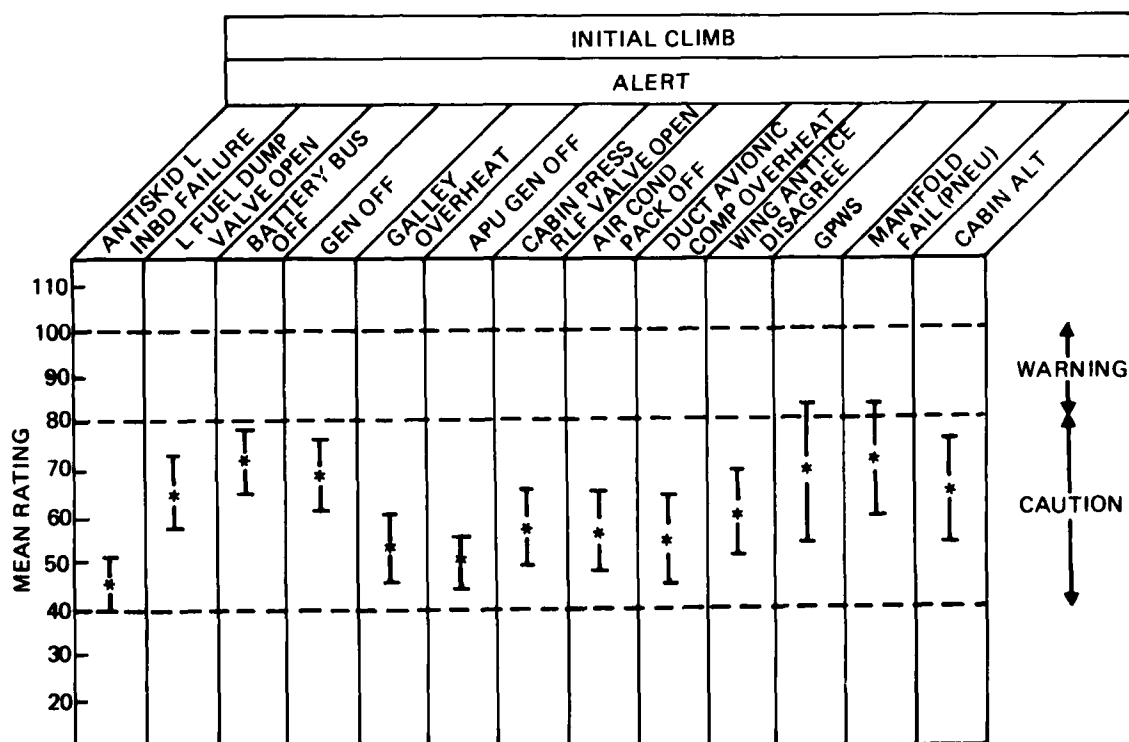 INITIAL CLIMB
ALERT
ANTISKID L
INBD FAILURE
L FUEL DUMP
VALVE OPEN
BATTERY BUS
OFF
GEN OFF
GALLEY
OVERHEAT
APU GEN OFF
CABIN PRESS
RLF VALVE OPEN
AIR COND
PACK OFF
DUCT AVIONIC
COMP OVERHEAT
WING ANTI-ICE
DISAGREE
GPWS
MANIFOLD
FAIL (PNEU)
CABIN ALT
MEAN RATING
110
100
90
80
70
60
50
40
30
20
WARNING
CAUTION